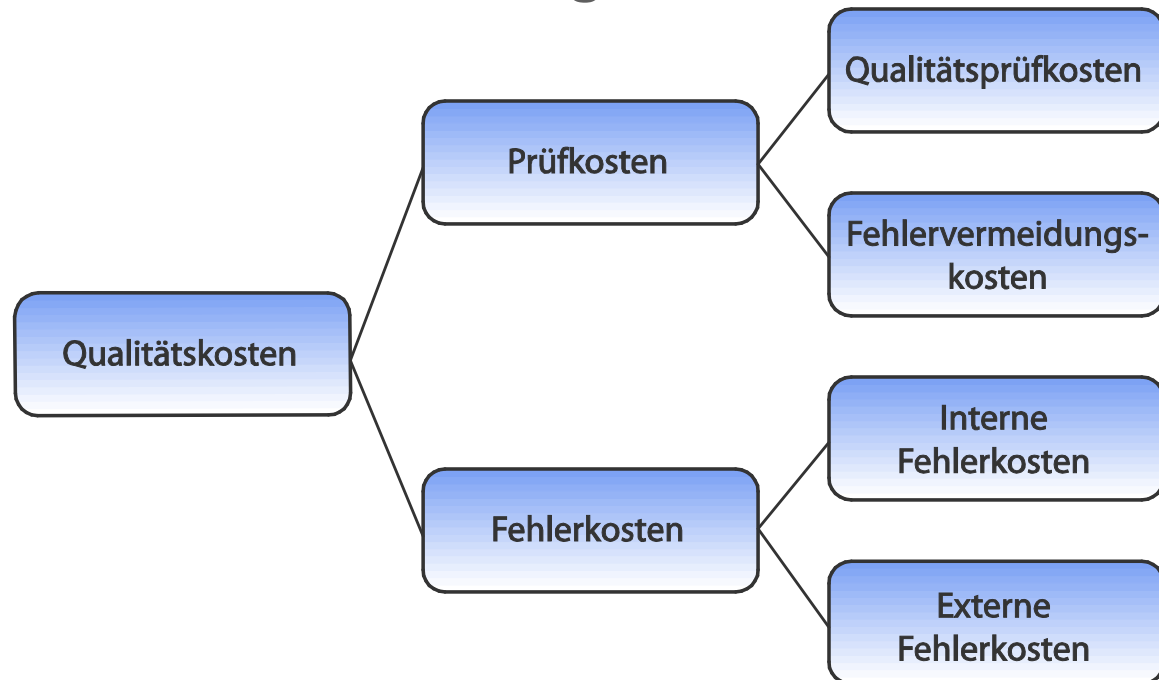 Qualitätskosten
Prüfkosten
Fehlerkosten
Qualitätsprüfkosten
Fehlervermeidungs-
kosten
Interne
Fehlerkosten
Externe
Fehlerkosten